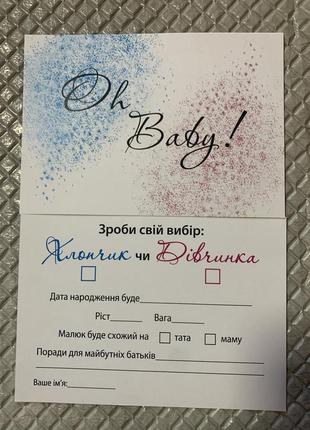 Oh
Baby!
Зроби свій вибір:
Хлопчик чи Дівчинка
Дата народження буде
Ріст Вага
Малюк буде схожий на тата маму
Поради для майбутніх батьків
Ваше ім'я: